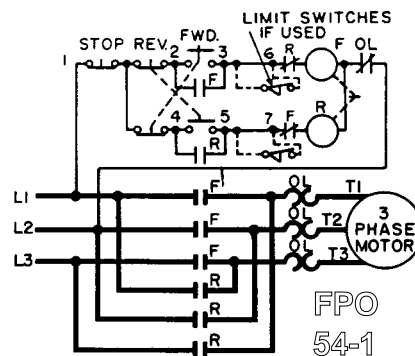 LIMIT SWITCHES
IF USED
FWD.
1 STOP REV. 2 3 6 R F OL
F
4 5 7 F R
R
L1 F OL T1
L2 F OL T2
L3 F OL T3
R
R
R
3
PHASE
MOTOR
FPO
54-1